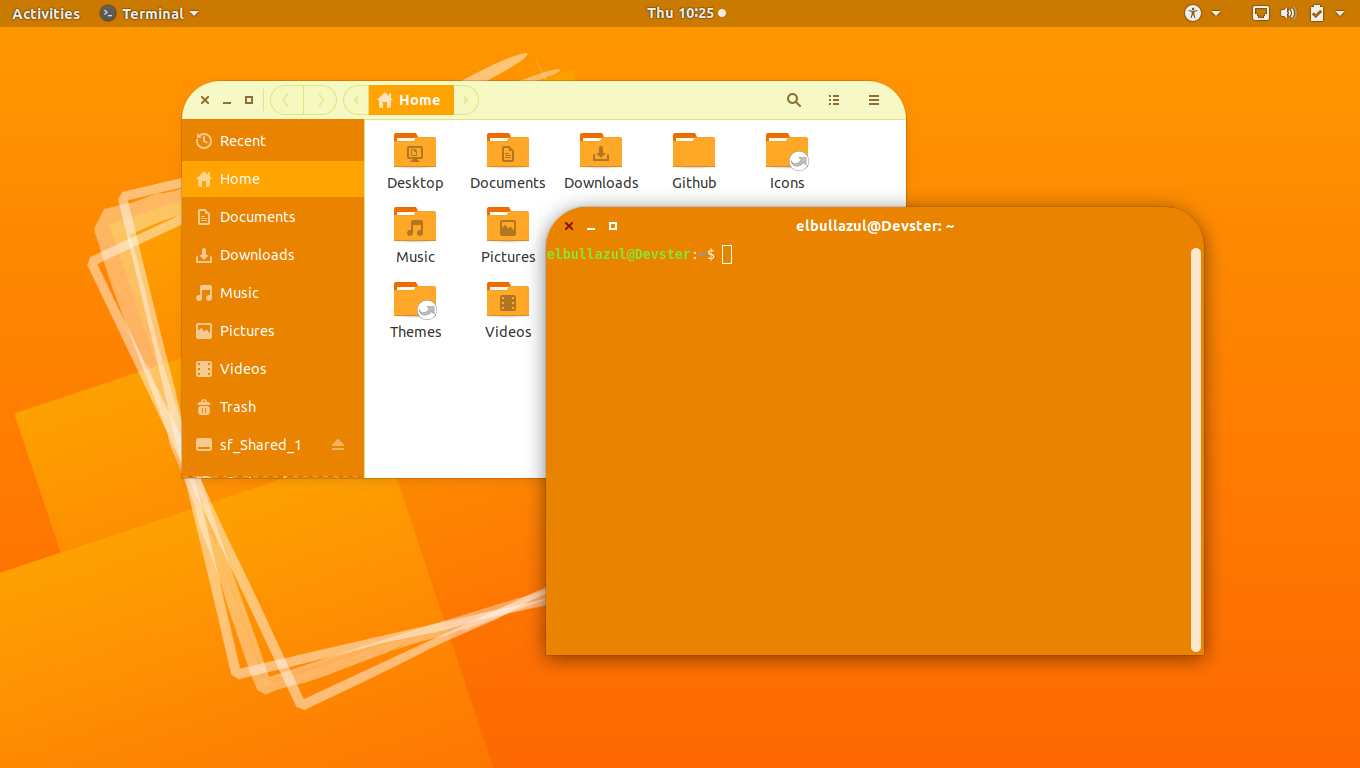 Activities Terminal Thu 10:25
Home
Recent
Home
Documents
Downloads
Music
Pictures
Videos
Trash
sf_Shared_1
Desktop Documents Downloads Github Icons
Music Pictures
Themes Videos
elbullazul@Devster: ~
elbullazul@Devster:~$